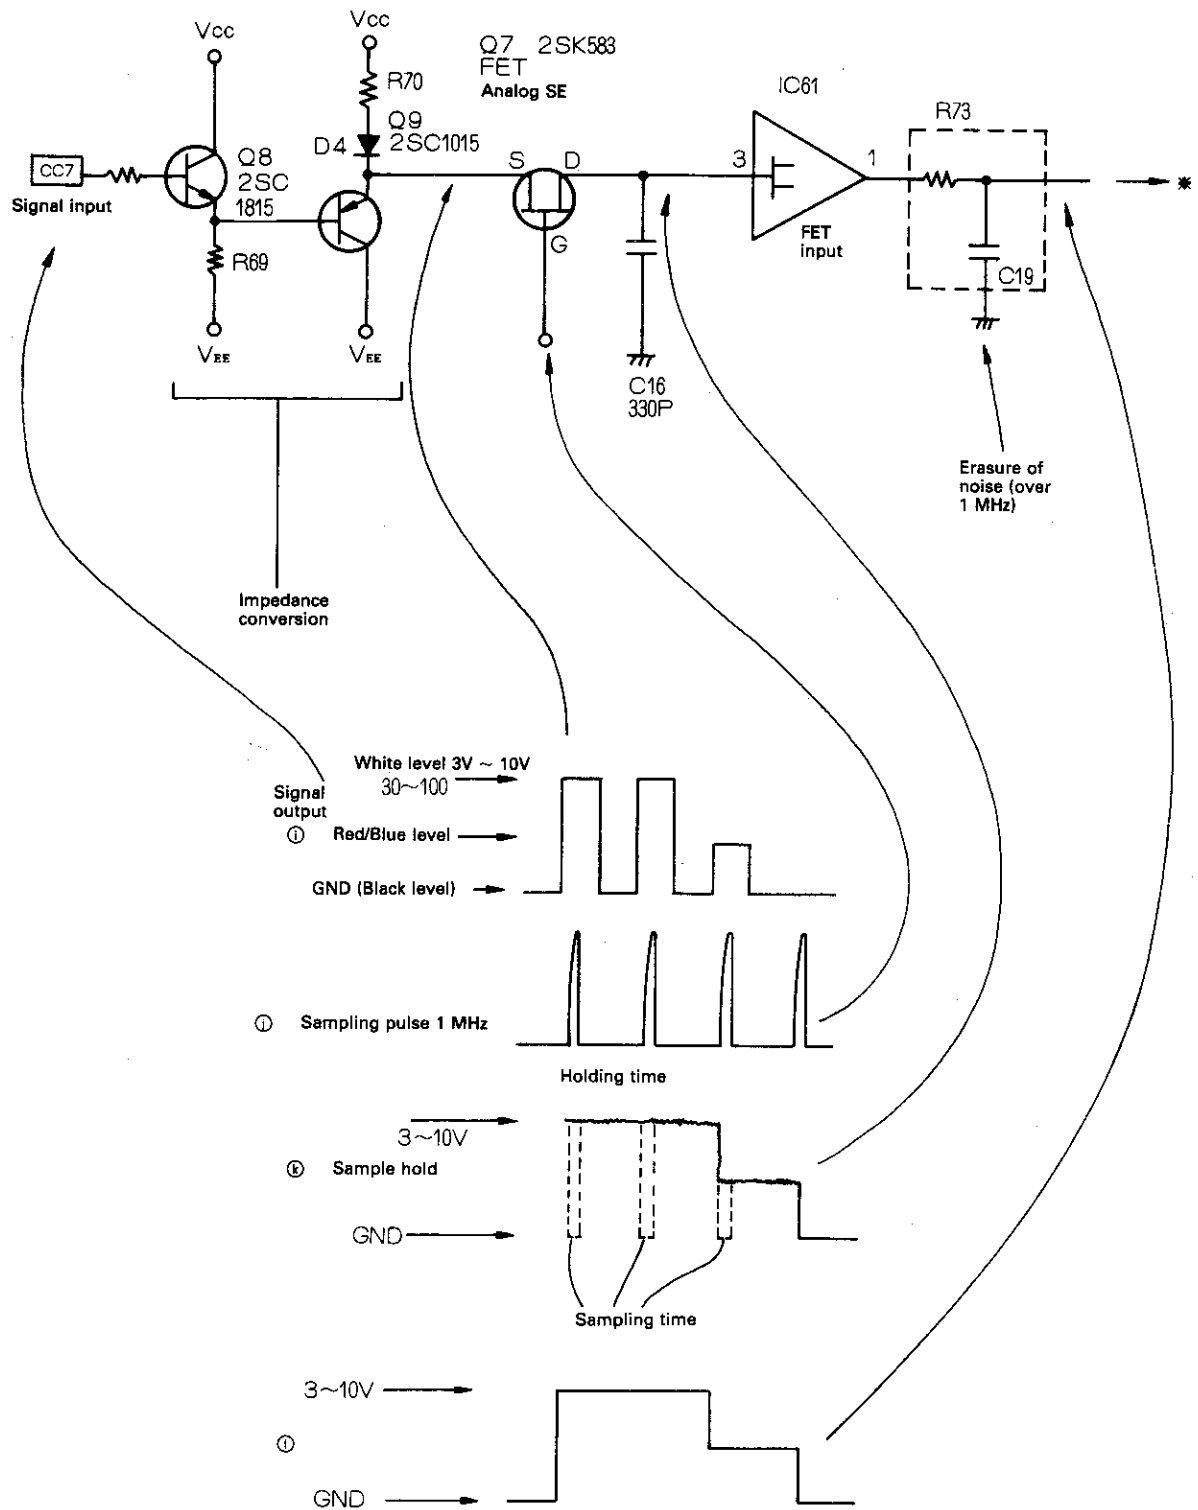 Vcc
Vcc
Q7 2SK583
FET
Analog SE
IC61
R70
R73
Q9
2SC1015
D4
CC7
Signal input
Q8
2SC
1815
S
D
G
3
1
FET
input
*
R69
C19
VEE
VEE
C16
330P
Erasure of
noise (over
1 MHz)
Impedance
conversion
White level 3V ~ 10V
30~100
Signal
output
ⓘ Red/Blue level
GND (Black level)
ⓙ Sampling pulse 1 MHz
Holding time
3~10V
ⓚ Sample hold
GND
Sampling time
3~10V
ⓛ
GND